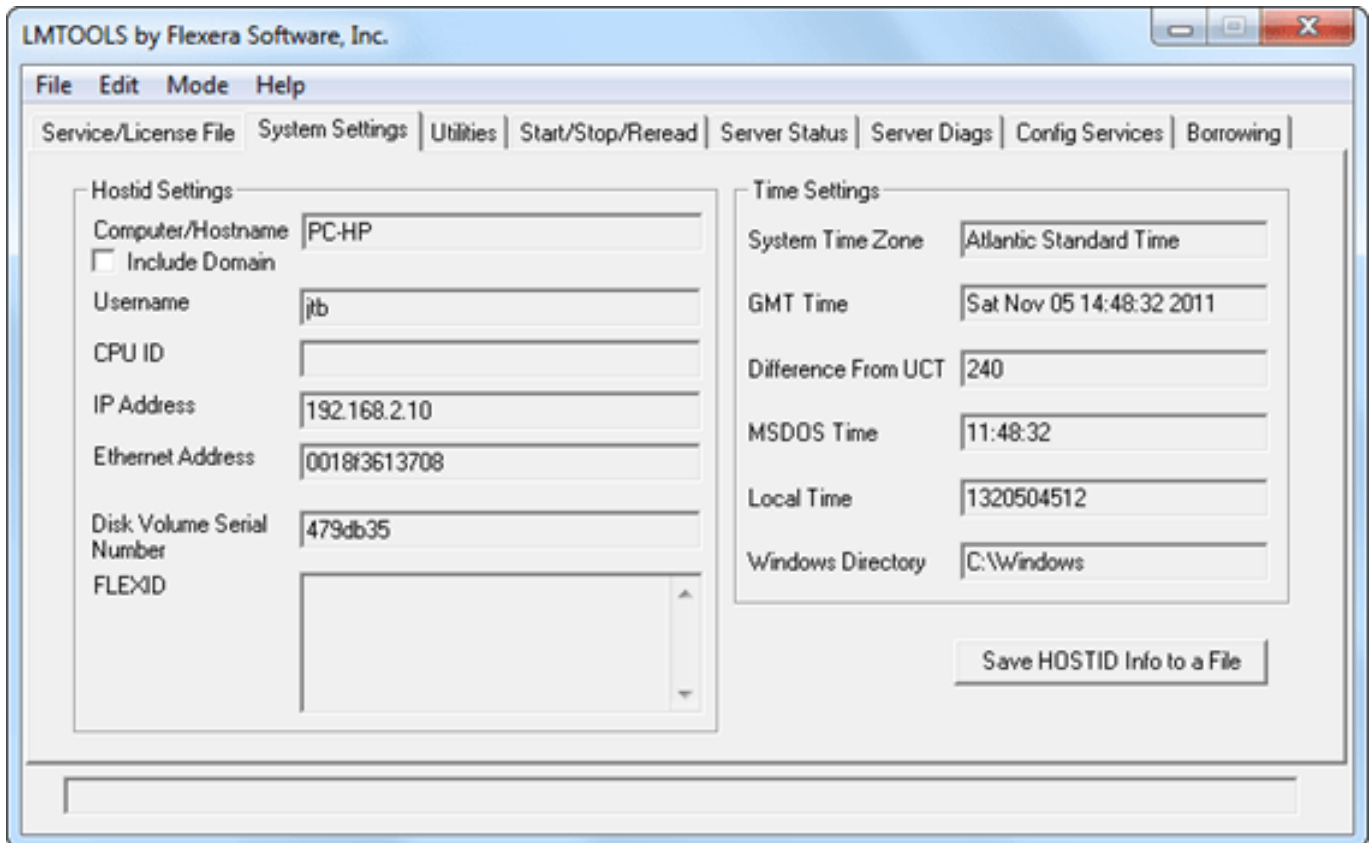 LMTOOLS by Flexera Software, Inc.
File Edit Mode Help
Service/License File System Settings Utilities Start/Stop/Reread Server Status Server Diags Config Services Borrowing
Hostid Settings
Computer/Hostname PC-HP
Include Domain
Username jtb
CPU ID
IP Address 192.168.2.10
Ethernet Address 0018f3613708
Disk Volume Serial
Number
479db35
FLEXID
Time Settings
System Time Zone Atlantic Standard Time
GMT Time Sat Nov 05 14:48:32 2011
Difference From UCT 240
MSDOS Time 11:48:32
Local Time 1320504512
Windows Directory C:\Windows
Save HOSTID Info to a File